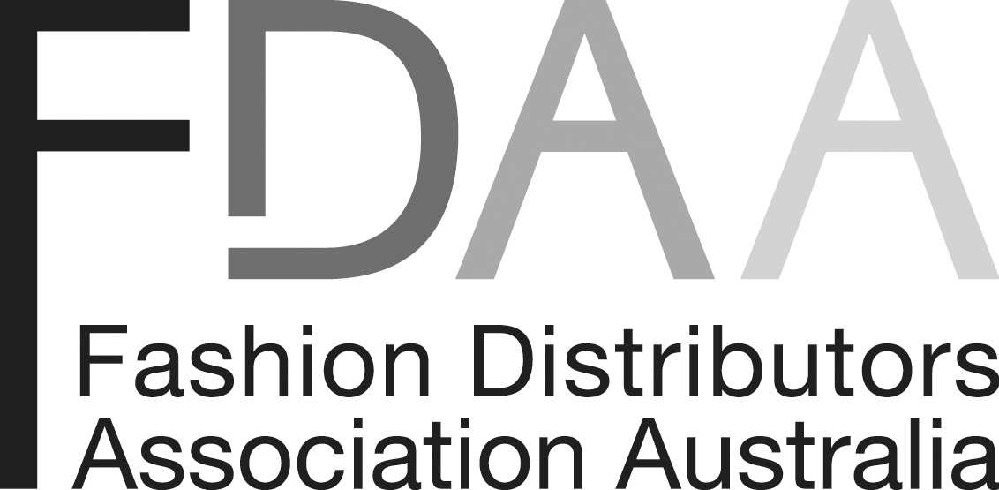 FDAA
Fashion Distributors
Association Australia